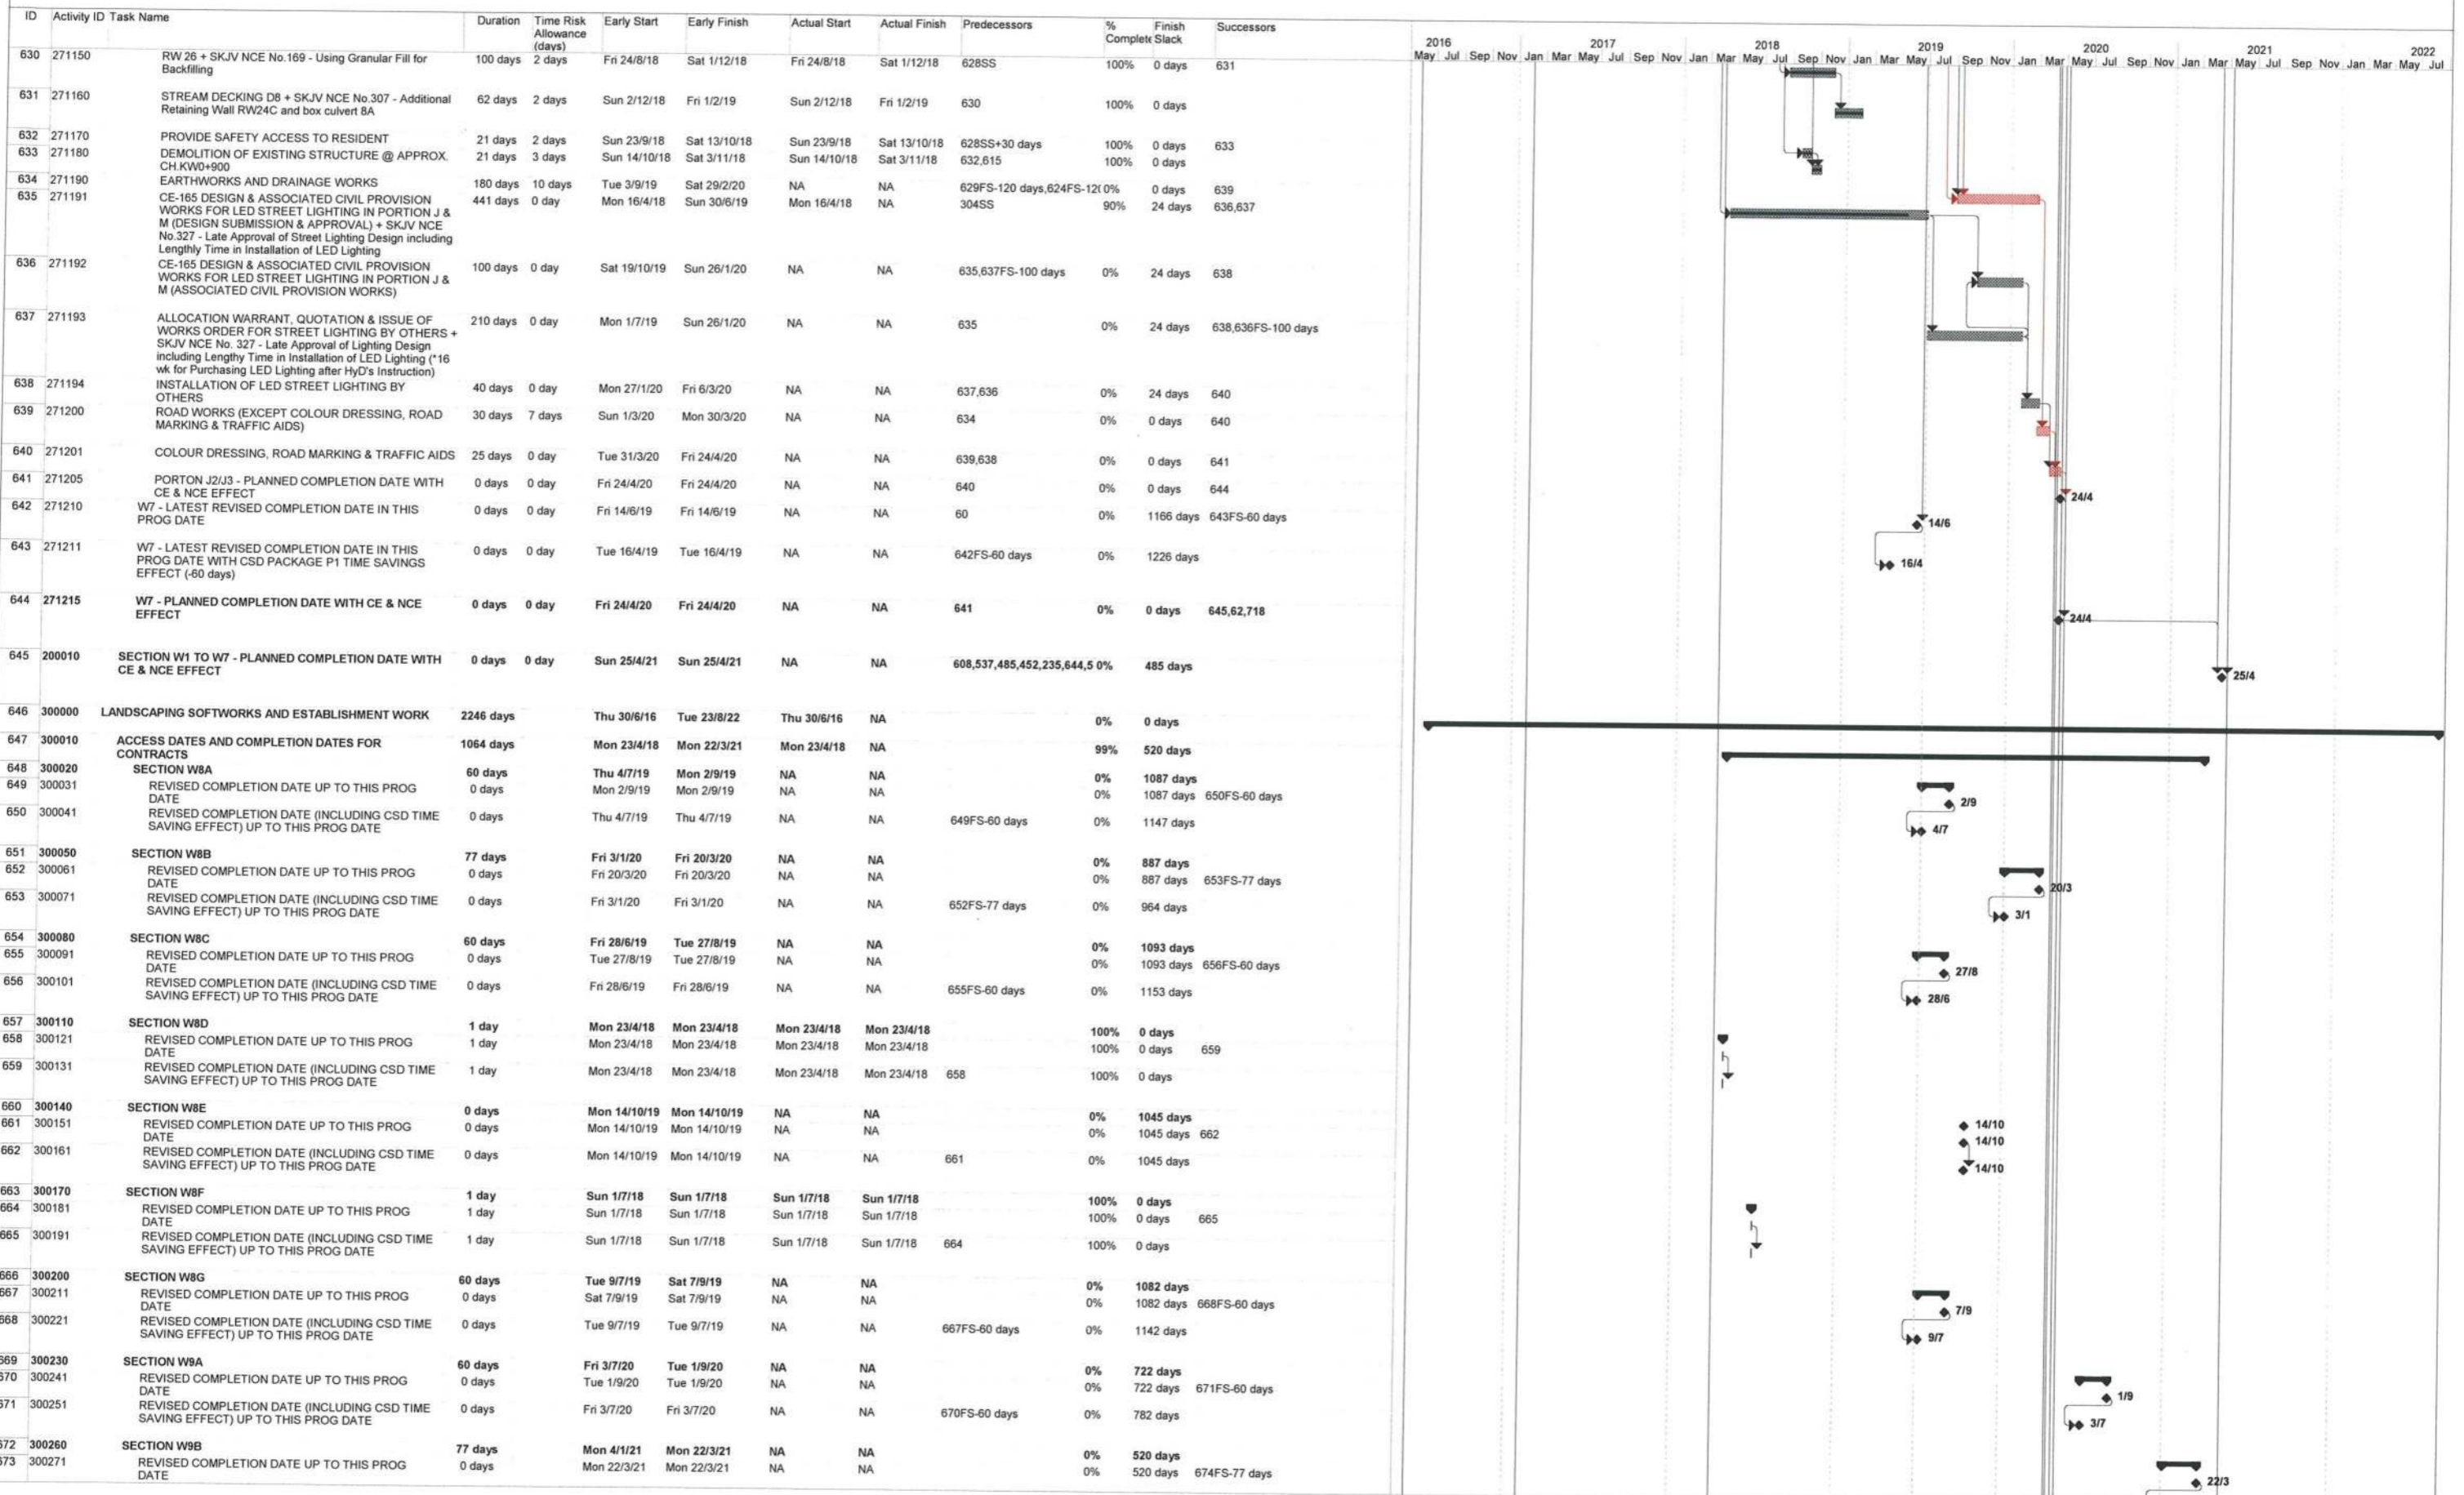 ID Activity ID Task Name Duration Time Risk Allowance (days) Early Start Early Finish Actual Start Actual Finish Predecessors % Complete Finish Slack Successors
2016 2017 2018 2019 2020 2021 2022
May Jul Sep Nov Jan Mar May Jul Sep Nov Jan Mar May Jul Sep Nov Jan Mar May Jul Sep Nov Jan Mar May Jul Sep Nov Jan Mar May Jul Sep Nov Jan Mar May Jul
630 271150 RW 26 + SKJV NCE No.169 - Using Granular Fill for 100 days 2 days Fri 24/8/18 Sat 1/12/18 Fri 24/8/18 Sat 1/12/18 628SS 100% 0 days 631
Backfilling
631 271160 STREAM DECKING D8 + SKJV NCE No.307 - Additional 62 days 2 days Sun 2/12/18 Fri 1/2/19 Sun 2/12/18 Fri 1/2/19 630 100% 0 days
Retaining Wall RW24C and box culvert 8A
632 271170 PROVIDE SAFETY ACCESS TO RESIDENT 21 days 2 days Sun 23/9/18 Sat 13/10/18 Sun 23/9/18 Sat 13/10/18 628SS+30 days 100% 0 days 633
633 271180 DEMOLITION OF EXISTING STRUCTURE @ APPROX. 21 days 3 days Sun 14/10/18 Sat 3/11/18 Sun 14/10/18 Sat 3/11/18 632,615 100% 0 days
CH.KW0+900
634 271190 EARTHWORKS AND DRAINAGE WORKS 180 days 10 days Tue 3/9/19 Sat 29/2/20 NA NA 629FS-120 days,624FS-12( 0% 0 days 639
635 271191 CE-165 DESIGN & ASSOCIATED CIVIL PROVISION 441 days 0 day Mon 16/4/18 Sun 30/6/19 Mon 16/4/18 NA 304SS 90% 24 days 636,637
WORKS FOR LED STREET LIGHTING IN PORTION J &
M (DESIGN SUBMISSION & APPROVAL) + SKJV NCE
No.327 - Late Approval of Street Lighting Design including
Lengthly Time in Installation of LED Lighting
636 271192 CE-165 DESIGN & ASSOCIATED CIVIL PROVISION 100 days 0 day Sat 19/10/19 Sun 26/1/20 NA NA 635,637FS-100 days 0% 24 days 638
WORKS FOR LED STREET LIGHTING IN PORTION J &
M (ASSOCIATED CIVIL PROVISION WORKS)
637 271193 ALLOCATION WARRANT, QUOTATION & ISSUE OF 210 days 0 day Mon 1/7/19 Sun 26/1/20 NA NA 635 0% 24 days 638,636FS-100 days
WORKS ORDER FOR STREET LIGHTING BY OTHERS +
SKJV NCE No. 327 - Late Approval of Lighting Design
including Lengthy Time in Installation of LED Lighting (*16
wk for Purchasing LED Lighting after HyD's Instruction)
638 271194 INSTALLATION OF LED STREET LIGHTING BY 40 days 0 day Mon 27/1/20 Fri 6/3/20 NA NA 637,636 0% 24 days 640
OTHERS
639 271200 ROAD WORKS (EXCEPT COLOUR DRESSING, ROAD 30 days 7 days Sun 1/3/20 Mon 30/3/20 NA NA 634 0% 0 days 640
MARKING & TRAFFIC AIDS)
640 271201 COLOUR DRESSING, ROAD MARKING & TRAFFIC AIDS 25 days 0 day Tue 31/3/20 Fri 24/4/20 NA NA 639,638 0% 0 days 641
641 271205 PORTON J2/J3 - PLANNED COMPLETION DATE WITH 0 days 0 day Fri 24/4/20 Fri 24/4/20 NA NA 640 0% 0 days 644 24/4
CE & NCE EFFECT
642 271210 W7 - LATEST REVISED COMPLETION DATE IN THIS 0 days 0 day Fri 14/6/19 Fri 14/6/19 NA NA 60 0% 1166 days 643FS-60 days 14/6
PROG DATE
643 271211 W7 - LATEST REVISED COMPLETION DATE IN THIS 0 days 0 day Tue 16/4/19 Tue 16/4/19 NA NA 642FS-60 days 0% 1226 days 16/4
PROG DATE WITH CSD PACKAGE P1 TIME SAVINGS
EFFECT (-60 days)
644 271215 W7 - PLANNED COMPLETION DATE WITH CE & NCE 0 days 0 day Fri 24/4/20 Fri 24/4/20 NA NA 641 0% 0 days 645,62,718 24/4
EFFECT
645 200010 SECTION W1 TO W7 - PLANNED COMPLETION DATE WITH 0 days 0 day Sun 25/4/21 Sun 25/4/21 NA NA 608,537,485,452,235,644,5 0% 485 days 25/4
CE & NCE EFFECT
646 300000 LANDSCAPING SOFTWORKS AND ESTABLISHMENT WORK 2246 days Thu 30/6/16 Tue 23/8/22 Thu 30/6/16 NA 0% 0 days
647 300010 ACCESS DATES AND COMPLETION DATES FOR 1064 days Mon 23/4/18 Mon 22/3/21 Mon 23/4/18 NA 99% 520 days
CONTRACTS
648 300020 SECTION W8A 60 days Thu 4/7/19 Mon 2/9/19 NA NA 0% 1087 days
649 300031 REVISED COMPLETION DATE UP TO THIS PROG 0 days Mon 2/9/19 Mon 2/9/19 NA NA 0% 1087 days 650FS-60 days 2/9
DATE
650 300041 REVISED COMPLETION DATE (INCLUDING CSD TIME 0 days Thu 4/7/19 Thu 4/7/19 NA NA 649FS-60 days 0% 1147 days 4/7
SAVING EFFECT) UP TO THIS PROG DATE
651 300050 SECTION W8B 77 days Fri 3/1/20 Fri 20/3/20 NA NA 0% 887 days
652 300061 REVISED COMPLETION DATE UP TO THIS PROG 0 days Fri 20/3/20 Fri 20/3/20 NA NA 0% 887 days 653FS-77 days 20/3
DATE
653 300071 REVISED COMPLETION DATE (INCLUDING CSD TIME 0 days Fri 3/1/20 Fri 3/1/20 NA NA 652FS-77 days 0% 964 days 3/1
SAVING EFFECT) UP TO THIS PROG DATE
654 300080 SECTION W8C 60 days Fri 28/6/19 Tue 27/8/19 NA NA 0% 1093 days
655 300091 REVISED COMPLETION DATE UP TO THIS PROG 0 days Tue 27/8/19 Tue 27/8/19 NA NA 0% 1093 days 656FS-60 days 27/8
DATE
656 300101 REVISED COMPLETION DATE (INCLUDING CSD TIME 0 days Fri 28/6/19 Fri 28/6/19 NA NA 655FS-60 days 0% 1153 days 28/6
SAVING EFFECT) UP TO THIS PROG DATE
657 300110 SECTION W8D 1 day Mon 23/4/18 Mon 23/4/18 Mon 23/4/18 Mon 23/4/18 100% 0 days
658 300121 REVISED COMPLETION DATE UP TO THIS PROG 1 day Mon 23/4/18 Mon 23/4/18 Mon 23/4/18 Mon 23/4/18 100% 0 days 659
DATE
659 300131 REVISED COMPLETION DATE (INCLUDING CSD TIME 1 day Mon 23/4/18 Mon 23/4/18 Mon 23/4/18 Mon 23/4/18 658 100% 0 days
SAVING EFFECT) UP TO THIS PROG DATE
660 300140 SECTION W8E 0 days Mon 14/10/19 Mon 14/10/19 NA NA 0% 1045 days 14/10
661 300151 REVISED COMPLETION DATE UP TO THIS PROG 0 days Mon 14/10/19 Mon 14/10/19 NA NA 0% 1045 days 662 14/10
DATE
662 300161 REVISED COMPLETION DATE (INCLUDING CSD TIME 0 days Mon 14/10/19 Mon 14/10/19 NA NA 661 0% 1045 days 14/10
SAVING EFFECT) UP TO THIS PROG DATE
663 300170 SECTION W8F 1 day Sun 1/7/18 Sun 1/7/18 Sun 1/7/18 Sun 1/7/18 100% 0 days
664 300181 REVISED COMPLETION DATE UP TO THIS PROG 1 day Sun 1/7/18 Sun 1/7/18 Sun 1/7/18 Sun 1/7/18 100% 0 days 665
DATE
665 300191 REVISED COMPLETION DATE (INCLUDING CSD TIME 1 day Sun 1/7/18 Sun 1/7/18 Sun 1/7/18 Sun 1/7/18 664 100% 0 days
SAVING EFFECT) UP TO THIS PROG DATE
666 300200 SECTION W8G 60 days Tue 9/7/19 Sat 7/9/19 NA NA 0% 1082 days
667 300211 REVISED COMPLETION DATE UP TO THIS PROG 0 days Sat 7/9/19 Sat 7/9/19 NA NA 0% 1082 days 668FS-60 days 7/9
DATE
668 300221 REVISED COMPLETION DATE (INCLUDING CSD TIME 0 days Tue 9/7/19 Tue 9/7/19 NA NA 667FS-60 days 0% 1142 days 9/7
SAVING EFFECT) UP TO THIS PROG DATE
669 300230 SECTION W9A 60 days Fri 3/7/20 Tue 1/9/20 NA NA 0% 722 days
670 300241 REVISED COMPLETION DATE UP TO THIS PROG 0 days Tue 1/9/20 Tue 1/9/20 NA NA 0% 722 days 671FS-60 days 1/9
DATE
671 300251 REVISED COMPLETION DATE (INCLUDING CSD TIME 0 days Fri 3/7/20 Fri 3/7/20 NA NA 670FS-60 days 0% 782 days 3/7
SAVING EFFECT) UP TO THIS PROG DATE
672 300260 SECTION W9B 77 days Mon 4/1/21 Mon 22/3/21 NA NA 0% 520 days
673 300271 REVISED COMPLETION DATE UP TO THIS PROG 0 days Mon 22/3/21 Mon 22/3/21 NA NA 0% 520 days 674FS-77 days 22/3
DATE